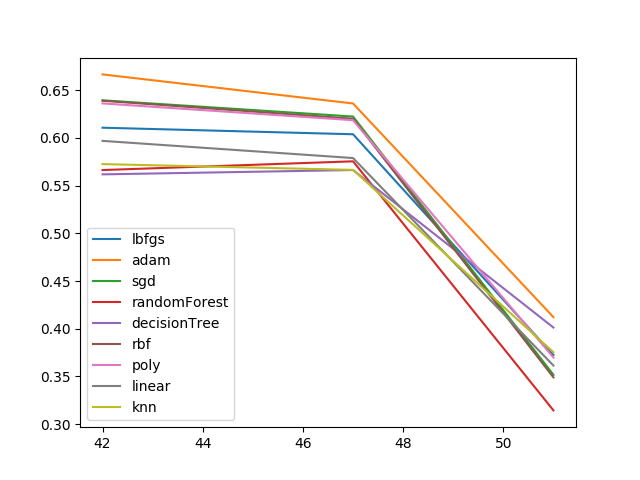 0.65
0.60
0.55
0.50
0.45
0.40
0.35
0.30
lbfgs
adam
sgd
randomForest
decisionTree
rbf
poly
linear
knn
42 44 46 48 50